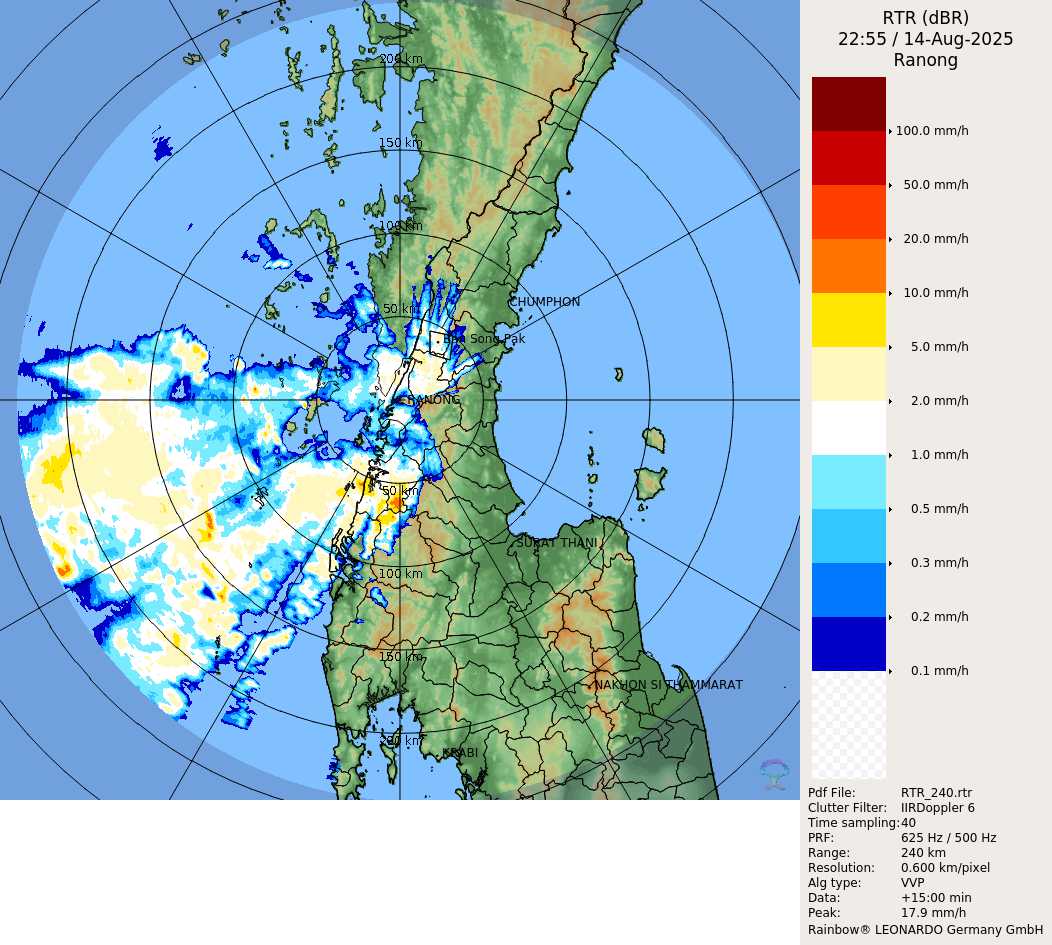 RTR (dBR)
22:55 / 14-Aug-2025
Ranong
200 km
150 km
100 km
50 km
CHUMPHON
Ban Song Pak
RANONG
50 km
SURAT THANI
100 km
150 km
NAKHON SI THAMMARAT
200 km
KRABI
100.0 mm/h
50.0 mm/h
20.0 mm/h
10.0 mm/h
5.0 mm/h
2.0 mm/h
1.0 mm/h
0.5 mm/h
0.3 mm/h
0.2 mm/h
0.1 mm/h
Pdf File: RTR_240.rtr
Clutter Filter: IIRDoppler 6
Time sampling:40
PRF: 625 Hz / 500 Hz
Range: 240 km
Resolution: 0.600 km/pixel
Alg type: VVP
Data: +15:00 min
Peak: 17.9 mm/h
Rainbow® LEONARDO Germany GmbH